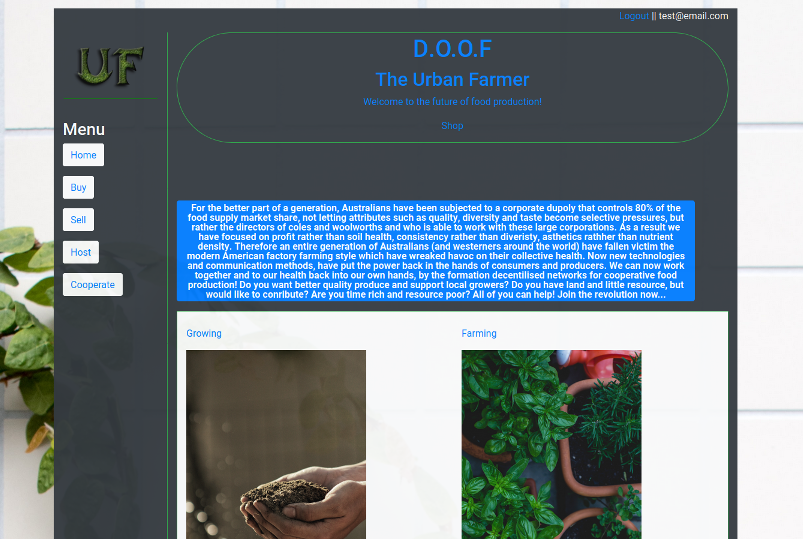 Logout || test@email.com
UF
D.O.O.F
The Urban Farmer
Welcome to the future of food production!
Shop
Menu
Home
Buy
Sell
Host
Cooperate
For the better part of a generation, Australians have been subjected to a corporate dupoly that controls 80% of the
food supply market share, not letting attributes such as quality, diversity and taste become selective pressures, but
rather the directors of coles and woolworths and who is able to work with these large corporations. As a result we
have focused on profit rather than soil health, consistency rather than diveristy, asthetics rathher than nutrient
density. Therefore an entire generation of Australians (and westerners around the world) have fallen victim the
modern American factory farming style which have wreaked havoc on their collective health. Now new technologies
and communication methods, have put the power back in the hands of consumers and producers. We can now work
together and to our health back into our own hands, by the formation decentilised networks for cooperative food
production! Do you want better quality produce and support local growers? Do you have land and little resource, but
would like to conribute? Are you time rich and resource poor? All of you can help! Join the revolution now...
Growing
Farming